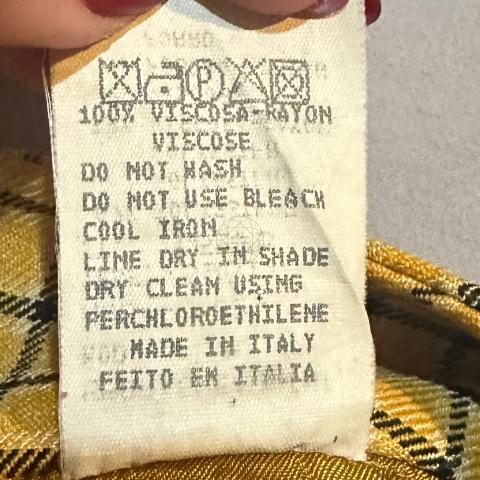 P
100% VISCOSA-RAYON
VISCOSE
DO NOT WASH
DO NOT USE BLEACH
COOL IRON
LINE DRY IN SHADE
DRY CLEAN USING
PERCHLOROETHILENE
MADE IN ITALY
FEITO EM ITALIA